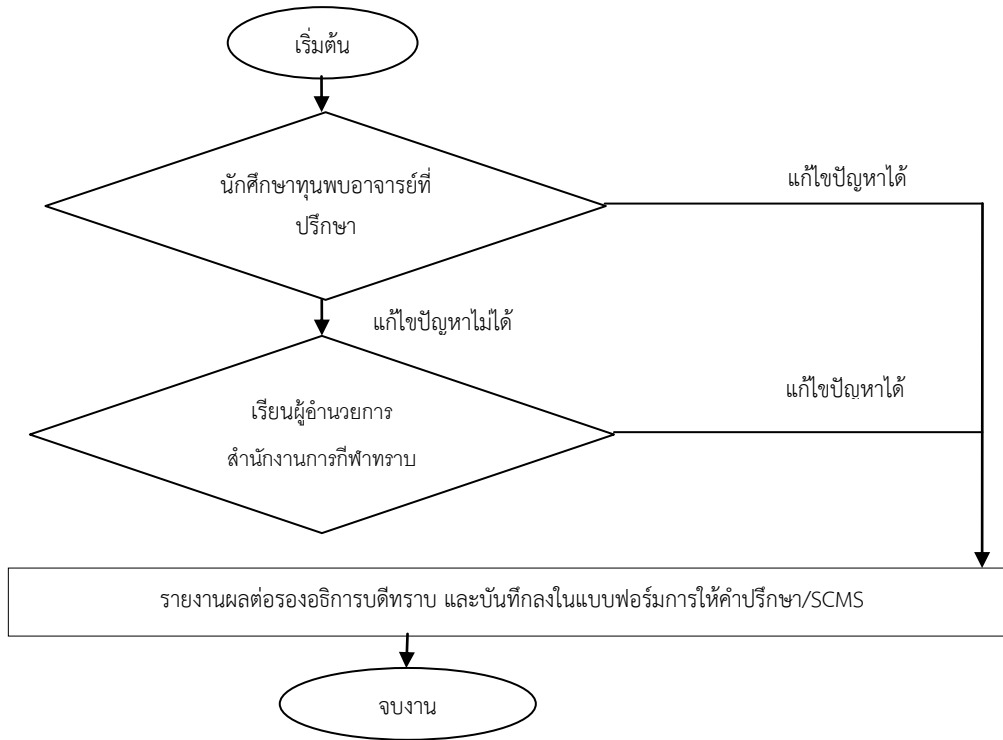 เริ่มต้น
นักศึกษาทุนพบอาจารย์ที่
ปรึกษา
แก้ไขปัญหาได้
แก้ไขปัญหาไม่ได้
เรียนผู้อำนวยการ
สำนักงานการกีฬาทราบ
แก้ไขปัญหาได้
รายงานผลต่อรองอธิการบดีทราบ และบันทึกลงในแบบฟอร์มการให้คำปรึกษา/SCMS
จบงาน